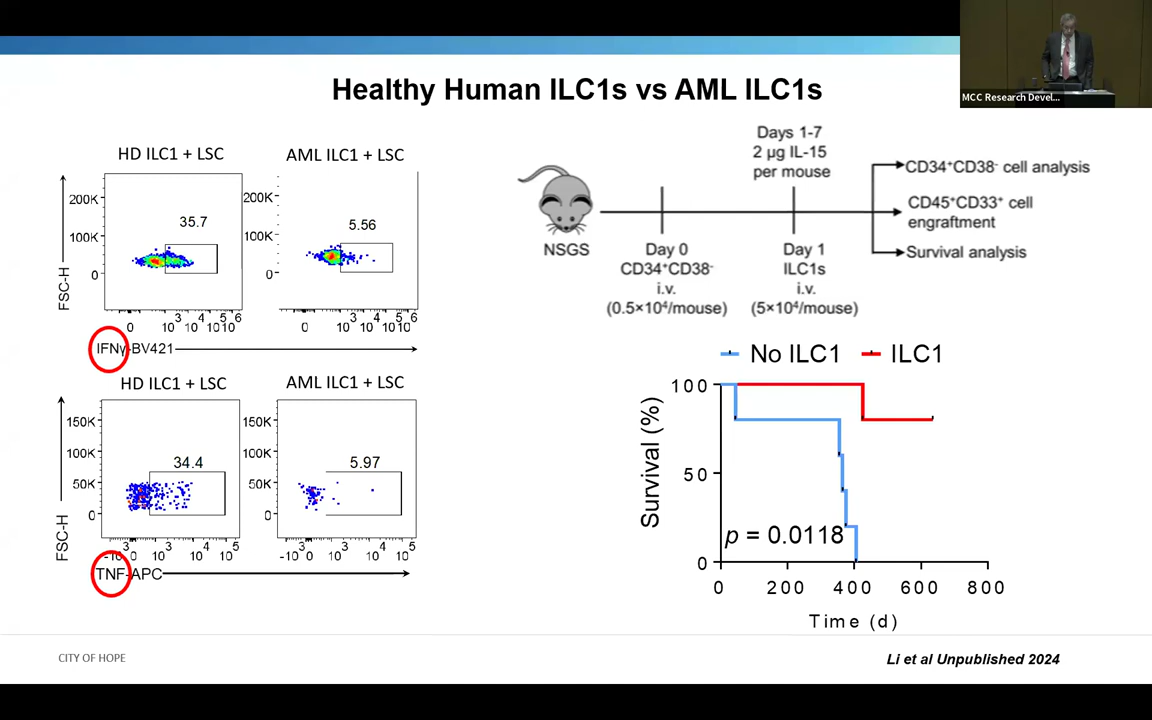 MCC Research Devel...
Healthy Human ILC1s vs AML ILC1s
HD ILC1 + LSC
AML ILC1 + LSC
200K
100K
0
35.7
200K
100K
0
5.56
FSC-H
0 10³ 10⁴ 10⁵ 10⁶
0 10³ 10⁴ 10⁵ 10⁶
IFNγ-BV421
HD ILC1 + LSC
AML ILC1 + LSC
150K
100K
50K
0
34.4
150K
100K
50K
0
5.97
FSC-H
-10³ 0 10³ 10⁴ 10⁵
-10³ 0 10³ 10⁴ 10⁵
TNF-APC
Days 1-7
2 µg IL-15
per mouse
NSGS
Day 0
CD34⁺CD38⁻
i.v.
(0.5×10⁴/mouse)
Day 1
ILC1s
i.v.
(5×10⁴/mouse)
CD34⁺CD38⁻ cell analysis
CD45⁺CD33⁺ cell
engraftment
Survival analysis
No ILC1
ILC1
Survival (%)
100
50
0
p = 0.0118
0 200 400 600 800
Time (d)
CITY OF HOPE
Li et al Unpublished 2024